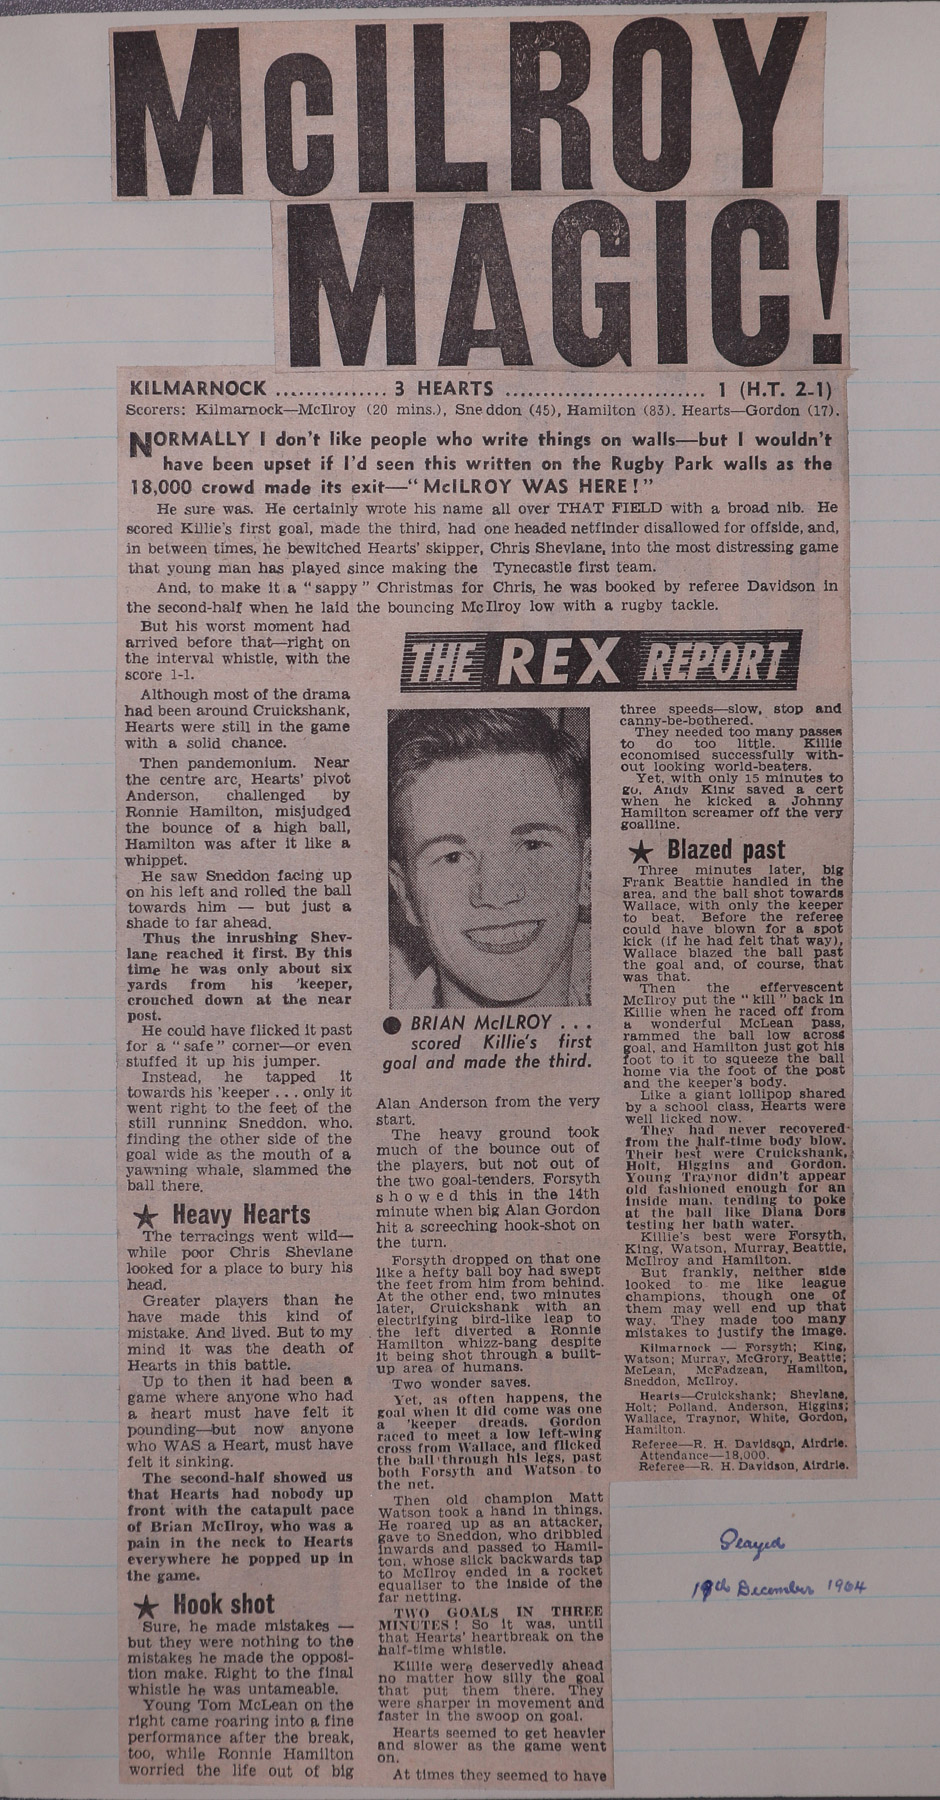 McILROY
MAGIC!
KILMARNOCK ............... 3 HEARTS ........................... 1 (H.T. 2-1)
Scorers: Kilmarnock—McIlroy (20 mins.), Sneddon (45), Hamilton (83). Hearts—Gordon (17).
NORMALLY I don't like people who write things on walls—but I wouldn't
have been upset if I'd seen this written on the Rugby Park walls as the
18,000 crowd made its exit—"McILROY WAS HERE!"
He sure was. He certainly wrote his name all over THAT FIELD with a broad nib. He
scored Killie's first goal, made the third, had one headed netfinder disallowed for offside, and,
in between times, he bewitched Hearts' skipper, Chris Shevlane, into the most distressing game
that young man has played since making the Tynecastle first team.
And, to make it a "sappy" Christmas for Chris, he was booked by referee Davidson in
the second-half when he laid the bouncing McIlroy low with a rugby tackle.
But his worst moment had
arrived before that—right on
the interval whistle, with the
score 1-1.
Although most of the drama
had been around Cruickshank,
Hearts were still in the game
with a solid chance.
Then pandemonium. Near
the centre arc, Hearts' pivot
Anderson, challenged by
Ronnie Hamilton, misjudged
the bounce of a high ball,
Hamilton was after it like a
whippet.
He saw Sneddon facing up
on his left and rolled the ball
towards him — but just a
shade to far ahead.
Thus the inrushing Shev-
lane reached it first. By this
time he was only about six
yards from his 'keeper,
crouched down at the near
post.
He could have flicked it past
for a "safe" corner—or even
stuffed it up his jumper.
Instead, he tapped it
towards his 'keeper . . . only it
went right to the feet of the
still running Sneddon, who,
finding the other side of the
goal wide as the mouth of a
yawning whale, slammed the
ball there.
★ Heavy Hearts
The terracings went wild—
while poor Chris Shevlane
looked for a place to bury his
head.
Greater players than he
have made this kind of
mistake. And lived. But to my
mind it was the death of
Hearts in this battle.
Up to then it had been a
game where anyone who had
a heart must have felt it
pounding—but now anyone
who WAS a Heart, must have
felt it sinking.
The second-half showed us
that Hearts had nobody up
front with the catapult pace
of Brian McIlroy, who was a
pain in the neck to Hearts
everywhere he popped up in
the game.
★ Hook shot
Sure, he made mistakes —
but they were nothing to the
mistakes he made the opposi-
tion make. Right to the final
whistle he was untameable.
Young Tom McLean on the
right came roaring into a fine
performance after the break,
too, while Ronnie Hamilton
worried the life out of big
THE REX REPORT
● BRIAN McILROY . . .
scored Killie's first
goal and made the third.
Alan Anderson from the very
start.
The heavy ground took
much of the bounce out of
the players, but not out of
the two goal-tenders. Forsyth
showed this in the 14th
minute when big Alan Gordon
hit a screeching hook-shot on
the turn.
Forsyth dropped on that one
like a hefty ball boy had swept
the feet from him from behind.
At the other end, two minutes
later, Cruickshank with an
electrifying bird-like leap to
the left diverted a Ronnie
Hamilton whizz-bang despite
it being shot through a built-
up area of humans.
Two wonder saves.
Yet, as often happens, the
goal when it did come was one
a 'keeper dreads. Gordon
raced to meet a low left-wing
cross from Wallace, and flicked
the ball through his legs, past
both Forsyth and Watson to
the net.
Then old champion Matt
Watson took a hand in things.
He roared up as an attacker,
gave to Sneddon, who dribbled
inwards and passed to Hamil-
ton, whose slick backwards tap
to McIlroy ended in a rocket
equaliser to the inside of the
far netting.
TWO GOALS IN THREE
MINUTES! So it was, until
that Hearts' heartbreak on the
half-time whistle.
Killie were deservedly ahead
no matter how silly the goal
that put them there. They
were sharper in movement and
faster in the swoop on goal.
Hearts seemed to get heavier
and slower as the game went
on.
At times they seemed to have
three speeds—slow, stop and
canny-be-bothered.
They needed too many passes
to do too little. Killie
economised successfully with-
out looking world-beaters.
Yet, with only 15 minutes to
go, Andy King saved a cert
when he kicked a Johnny
Hamilton screamer off the very
goalline.
★ Blazed past
Three minutes later, big
Frank Beattie handled in the
area, and the ball shot towards
Wallace, with only the keeper
to beat. Before the referee
could have blown for a spot
kick (if he had felt that way),
Wallace blazed the ball past
the goal and, of course, that
was that.
Then the effervescent
McIlroy put the "kill" back in
Killie when he raced off from
a wonderful McLean pass,
rammed the ball low across
goal, and Hamilton just got his
foot to it to squeeze the ball
home via the foot of the post
and the keeper's body.
Like a giant lollipop shared
by a school class, Hearts were
well licked now.
They had never recovered
from the half-time body blow.
Their best were Cruickshank,
Holt, Higgins and Gordon.
Young Traynor didn't appear
old fashioned enough for an
inside man, tending to poke
at the ball like Diana Dors
testing her bath water.
Killie's best were Forsyth,
King, Watson, Murray, Beattie,
McIlroy and Hamilton.
But frankly, neither side
looked to me like league
champions, though one of
them may well end up that
way. They made too many
mistakes to justify the image.
Kilmarnock — Forsyth; King,
Watson; Murray, McGrory, Beattie;
McLean, McFadzean, Hamilton,
Sneddon, McIlroy.
Hearts—Cruickshank; Shevlane,
Holt; Polland, Anderson, Higgins;
Wallace, Traynor, White, Gordon,
Hamilton.
Referee—R. H. Davidson, Airdrie.
Attendance—18,000.
Referee—R. H. Davidson, Airdrie.
Played
19th December 1964